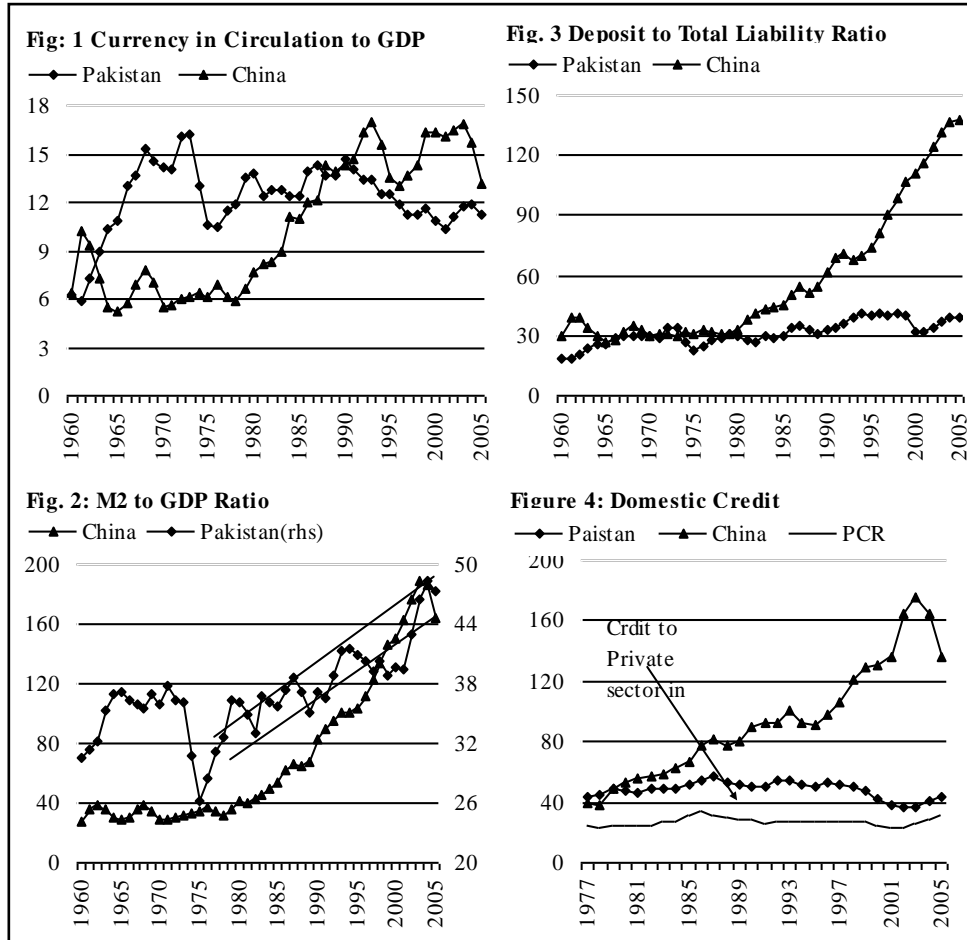 Fig: 1 Currency in Circulation to GDP
Pakistan China
18
15
12
9
6
3
0
1960 1965 1970 1975 1980 1985 1990 1995 2000 2005
Fig. 3 Deposit to Total Liability Ratio
Pakistan China
150
120
90
60
30
0
1960 1965 1970 1975 1980 1985 1990 1995 2000 2005
Fig. 2: M2 to GDP Ratio
China Pakistan(rhs)
200
160
120
80
40
0
50
44
38
32
26
20
1960 1965 1970 1975 1980 1985 1990 1995 2000 2005
Figure 4: Domestic Credit
Paistan China PCR
200
160
120
80
40
0
Crdit to
Private
sector in
1977 1981 1985 1989 1993 1997 2001 2005